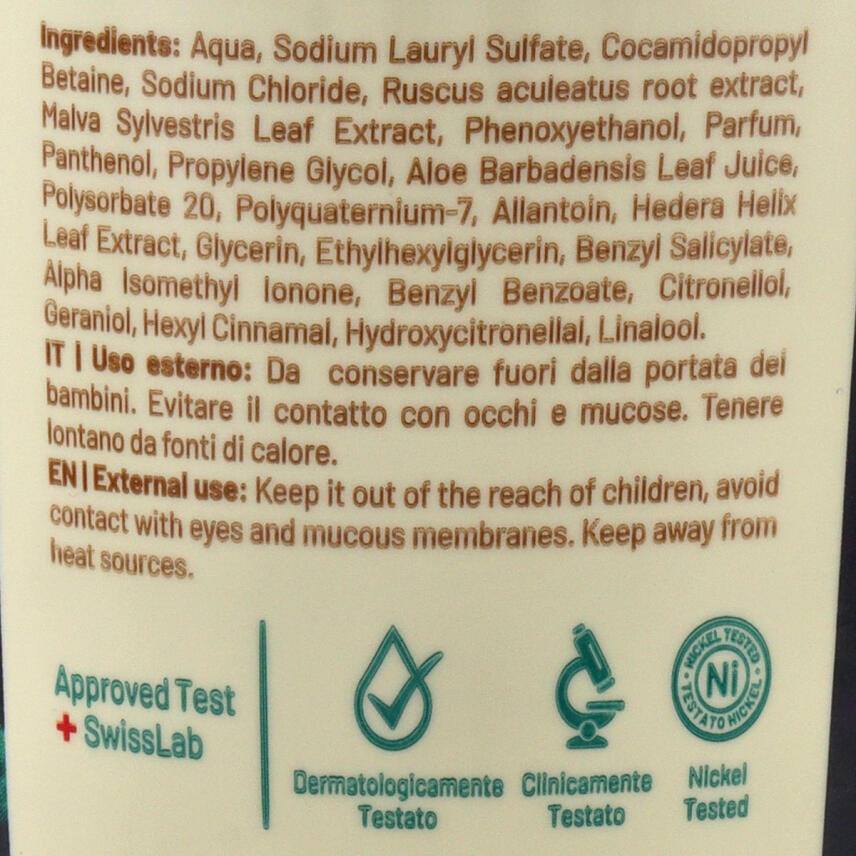 Ingredients: Aqua, Sodium Lauryl Sulfate, Cocamidopropyl
Betaine, Sodium Chloride, Ruscus aculeatus root extract,
Malva Sylvestris Leaf Extract, Phenoxyethanol, Parfum,
Panthenol, Propylene Glycol, Aloe Barbadensis Leaf Juice,
Polysorbate 20, Polyquaternium-7, Allantoin, Hedera Helix
Leaf Extract, Glycerin, Ethylhexylglycerin, Benzyl Salicylate,
Alpha Isomethyl Ionone, Benzyl Benzoate, Citronellol,
Geraniol, Hexyl Cinnamal, Hydroxycitronellal, Linalool.
IT | Uso esterno: Da conservare fuori dalla portata dei
bambini. Evitare il contatto con occhi e mucose. Tenere
lontano da fonti di calore.
EN | External use: Keep it out of the reach of children, avoid
contact with eyes and mucous membranes. Keep away from
heat sources.
Approved Test
+ SwissLab
Dermatologicamente
Testato
Clinicamente
Testato
NICKEL TESTED
Ni
TESTATO NICKEL
Nickel
Tested